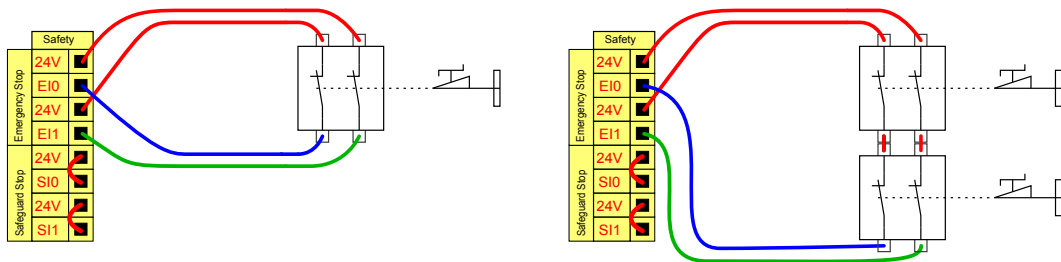 Safety
Emergency Stop
24V
EI0
24V
EI1
Safeguard Stop
24V
SI0
24V
SI1
Safety
Emergency Stop
24V
EI0
24V
EI1
Safeguard Stop
24V
SI0
24V
SI1